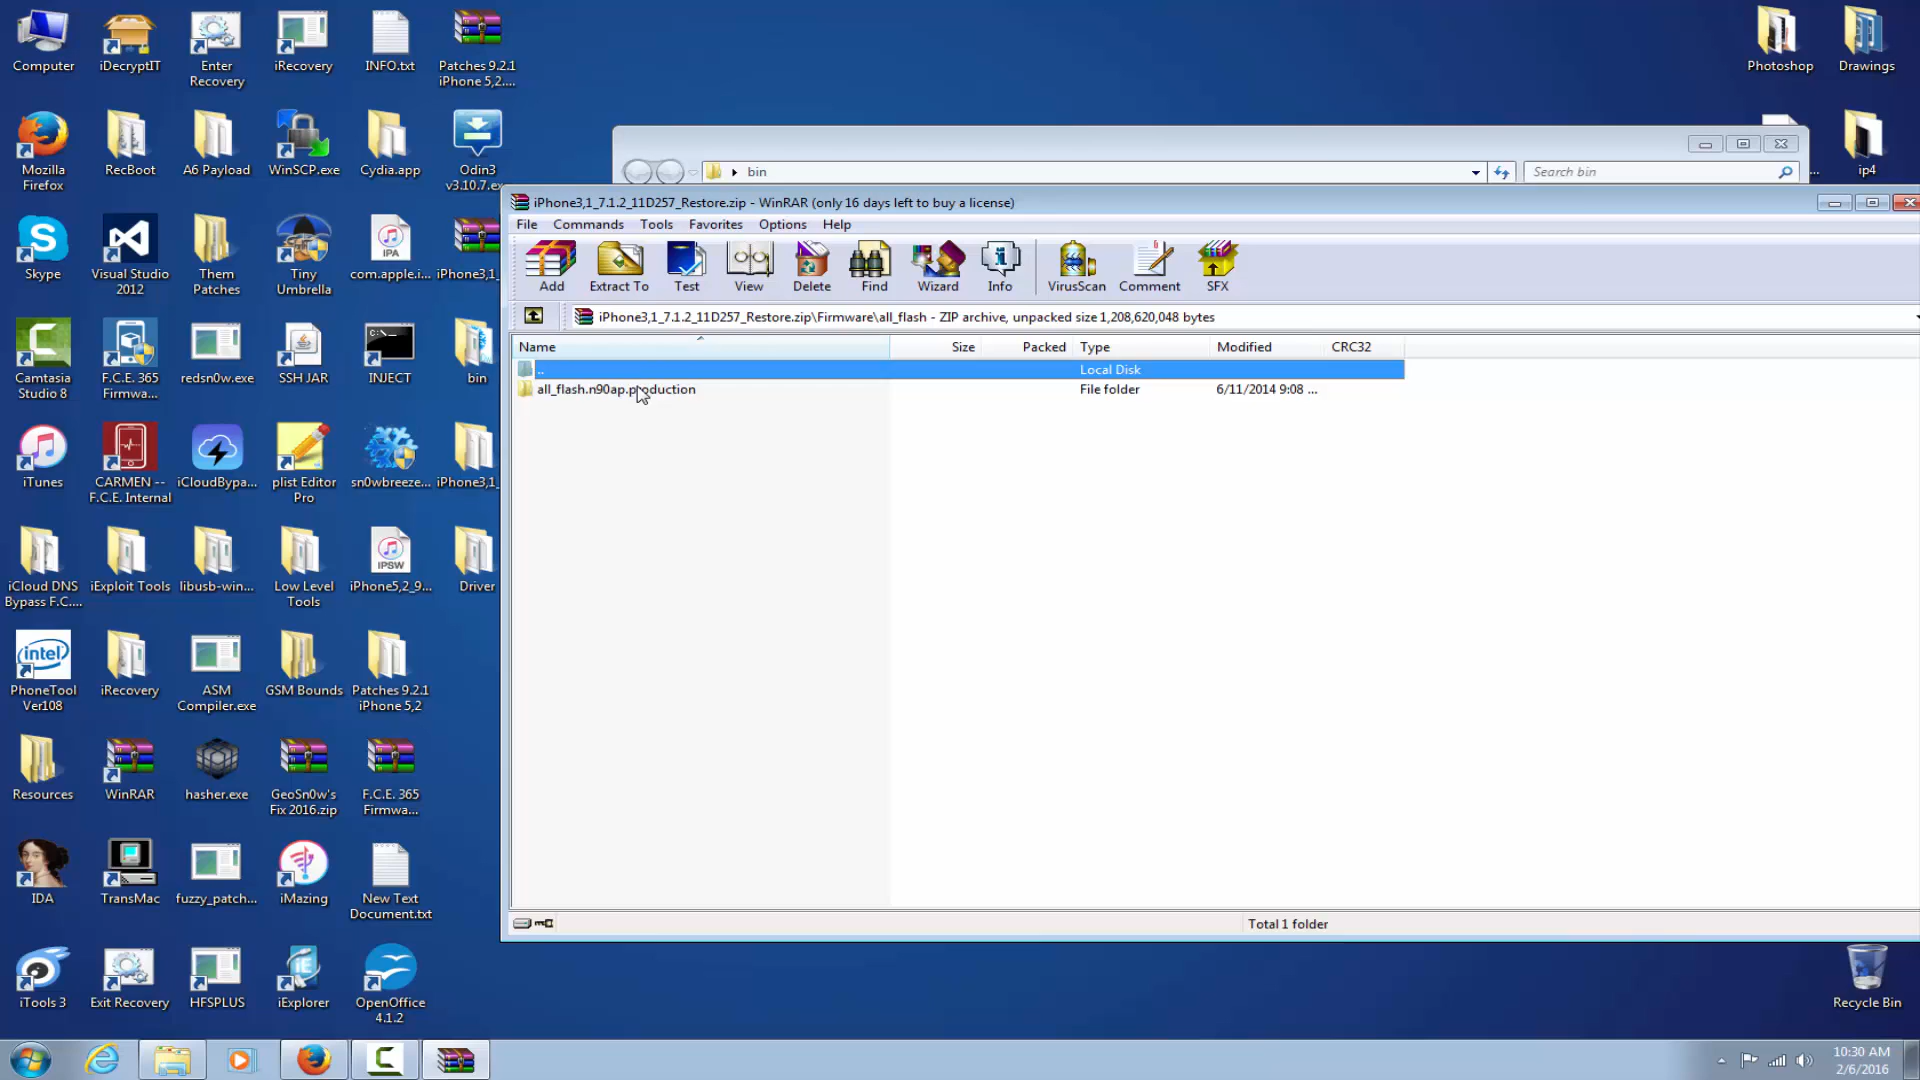 Computer
iDecryptIT
Enter
Recovery
iRecovery
INFO.txt
Patches 9.2.1
iPhone 5,2....
Photoshop
Drawings
Mozilla
Firefox
RecBoot
A6 Payload
WinSCP.exe
Cydia.app
Odin3
v3.10.7.ex
bin
Search bin
...
ip4
iPhone3,1_7.1.2_11D257_Restore.zip - WinRAR (only 16 days left to buy a license)
File Commands Tools Favorites Options Help
Add
Extract To
Test
View
Delete
Find
Wizard
Info
VirusScan
Comment
SFX
iPhone3,1_7.1.2_11D257_Restore.zip\Firmware\all_flash - ZIP archive, unpacked size 1,208,620,048 bytes
Name Size Packed Type Modified CRC32
.. Local Disk
all_flash.n90ap.production File folder 6/11/2014 9:08 ...
Total 1 folder
Skype
Visual Studio
2012
Them
Patches
Tiny
Umbrella
IPA
com.apple.i...
iPhone3,1_
Camtasia
Studio 8
F.C.E. 365
Firmwa...
redsn0w.exe
SSH JAR
C:\
INJECT
bin
iTunes
CARMEN --
F.C.E. Internal
iCloudBypa...
plist Editor
Pro
sn0wbreeze...
iPhone3,1_
iCloud DNS
Bypass F.C....
iExploit Tools
libusb-win...
Low Level
Tools
IPSW
iPhone5,2_9...
Driver
intel
PhoneTool
Ver108
iRecovery
ASM
Compiler.exe
GSM Bounds
Patches 9.2.1
iPhone 5,2
Resources
WinRAR
hasher.exe
GeoSn0w's
Fix 2016.zip
F.C.E. 365
Firmwa...
IDA
TransMac
fuzzy_patch...
iMazing
New Text
Document.txt
iTools 3
Exit Recovery
HFSPLUS
iE
iExplorer
OpenOffice
4.1.2
Recycle Bin
10:30 AM
2/6/2016